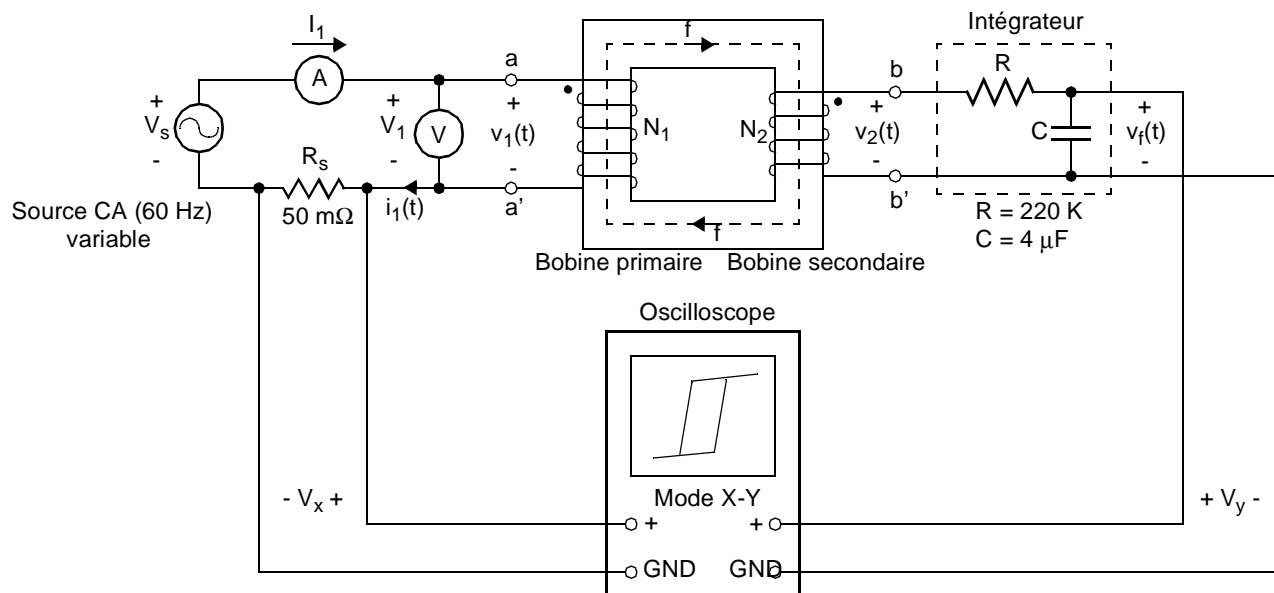 Intégrateur
I1
f
a
b
R
A
+
Vs
-
+
V1
-
V
+
v1(t)
-
N1
N2
+
v2(t)
-
C
+
vf(t)
-
Rs
50 mΩ
i1(t)
a’
b’
f
Source CA (60 Hz)
variable
R = 220 K
C = 4 μF
Bobine primaire
Bobine secondaire
Oscilloscope
Mode X-Y
- Vx +
+ Vy -
+
+
GND
GND